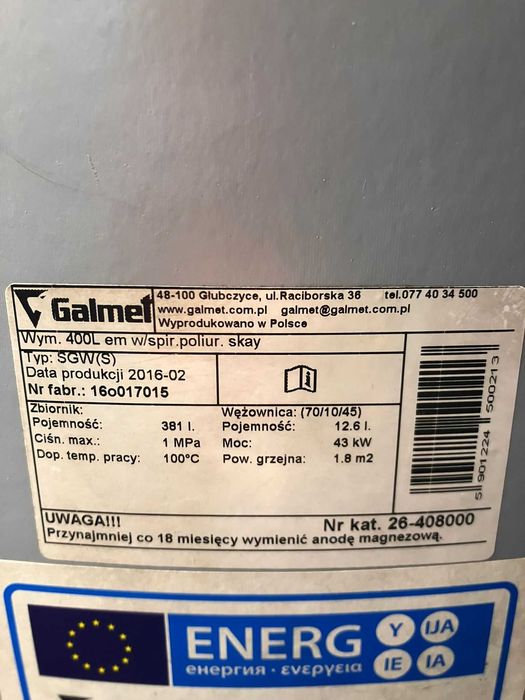 Galmet
48-100 Głubczyce, ul.Raciborska 36 tel.077 40 34 500
www.galmet.com.pl galmet@galmet.com.pl
Wyprodukowano w Polsce
Wym. 400L em w/spir.poliur. skay
Typ: SGW(S)
Data produkcji 2016-02
Nr fabr.: 16o017015
Zbiornik:
Pojemność: 381 l.
Ciśn. max.: 1 MPa
Dop. temp. pracy: 100°C
Wężownica: (70/10/45)
Pojemność: 12.6 l.
Moc: 43 kW
Pow. grzejna: 1.8 m2
5 901224 500213
UWAGA!!! Nr kat. 26-408000
Przynajmniej co 18 miesięcy wymienić anodę magnezową.
ENERG Y IJA
енергия · ενεργεια IE IA